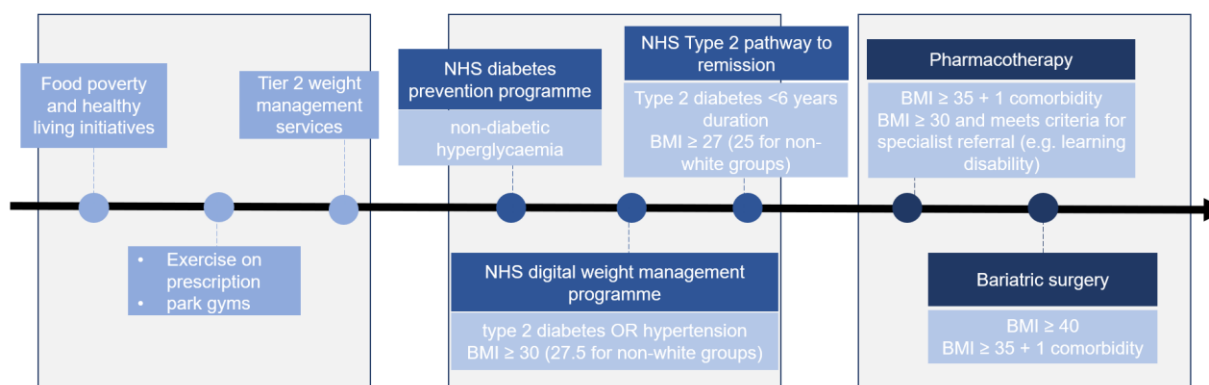 Food poverty
and healthy
living initiatives
Tier 2 weight
management
services
• Exercise on
prescription
• park gyms
NHS diabetes
prevention programme
non-diabetic
hyperglycaemia
NHS Type 2 pathway to
remission
Type 2 diabetes <6 years
duration
BMI ≥ 27 (25 for non-
white groups)
NHS digital weight management
programme
type 2 diabetes OR hypertension
BMI ≥ 30 (27.5 for non-white groups)
Pharmacotherapy
BMI ≥ 35 + 1 comorbidity
BMI ≥ 30 and meets criteria for
specialist referral (e.g. learning
disability)
Bariatric surgery
BMI ≥ 40
BMI ≥ 35 + 1 comorbidity